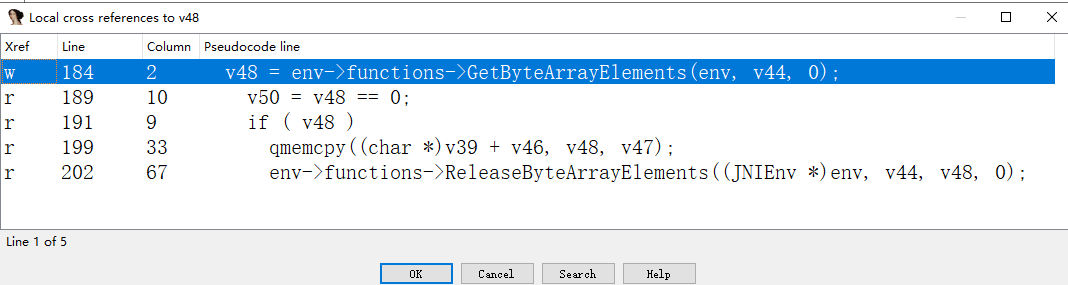 Local cross references to v48
Xref Line Column Pseudocode line
w 184 2 v48 = env->functions->GetByteArrayElements(env, v44, 0);
r 189 10 v50 = v48 == 0;
r 191 9 if ( v48 )
r 199 33 qmemcpy((char *)v39 + v46, v48, v47);
r 202 67 env->functions->ReleaseByteArrayElements((JNIEnv *)env, v44, v48, 0);
Line 1 of 5
OK Cancel Search Help